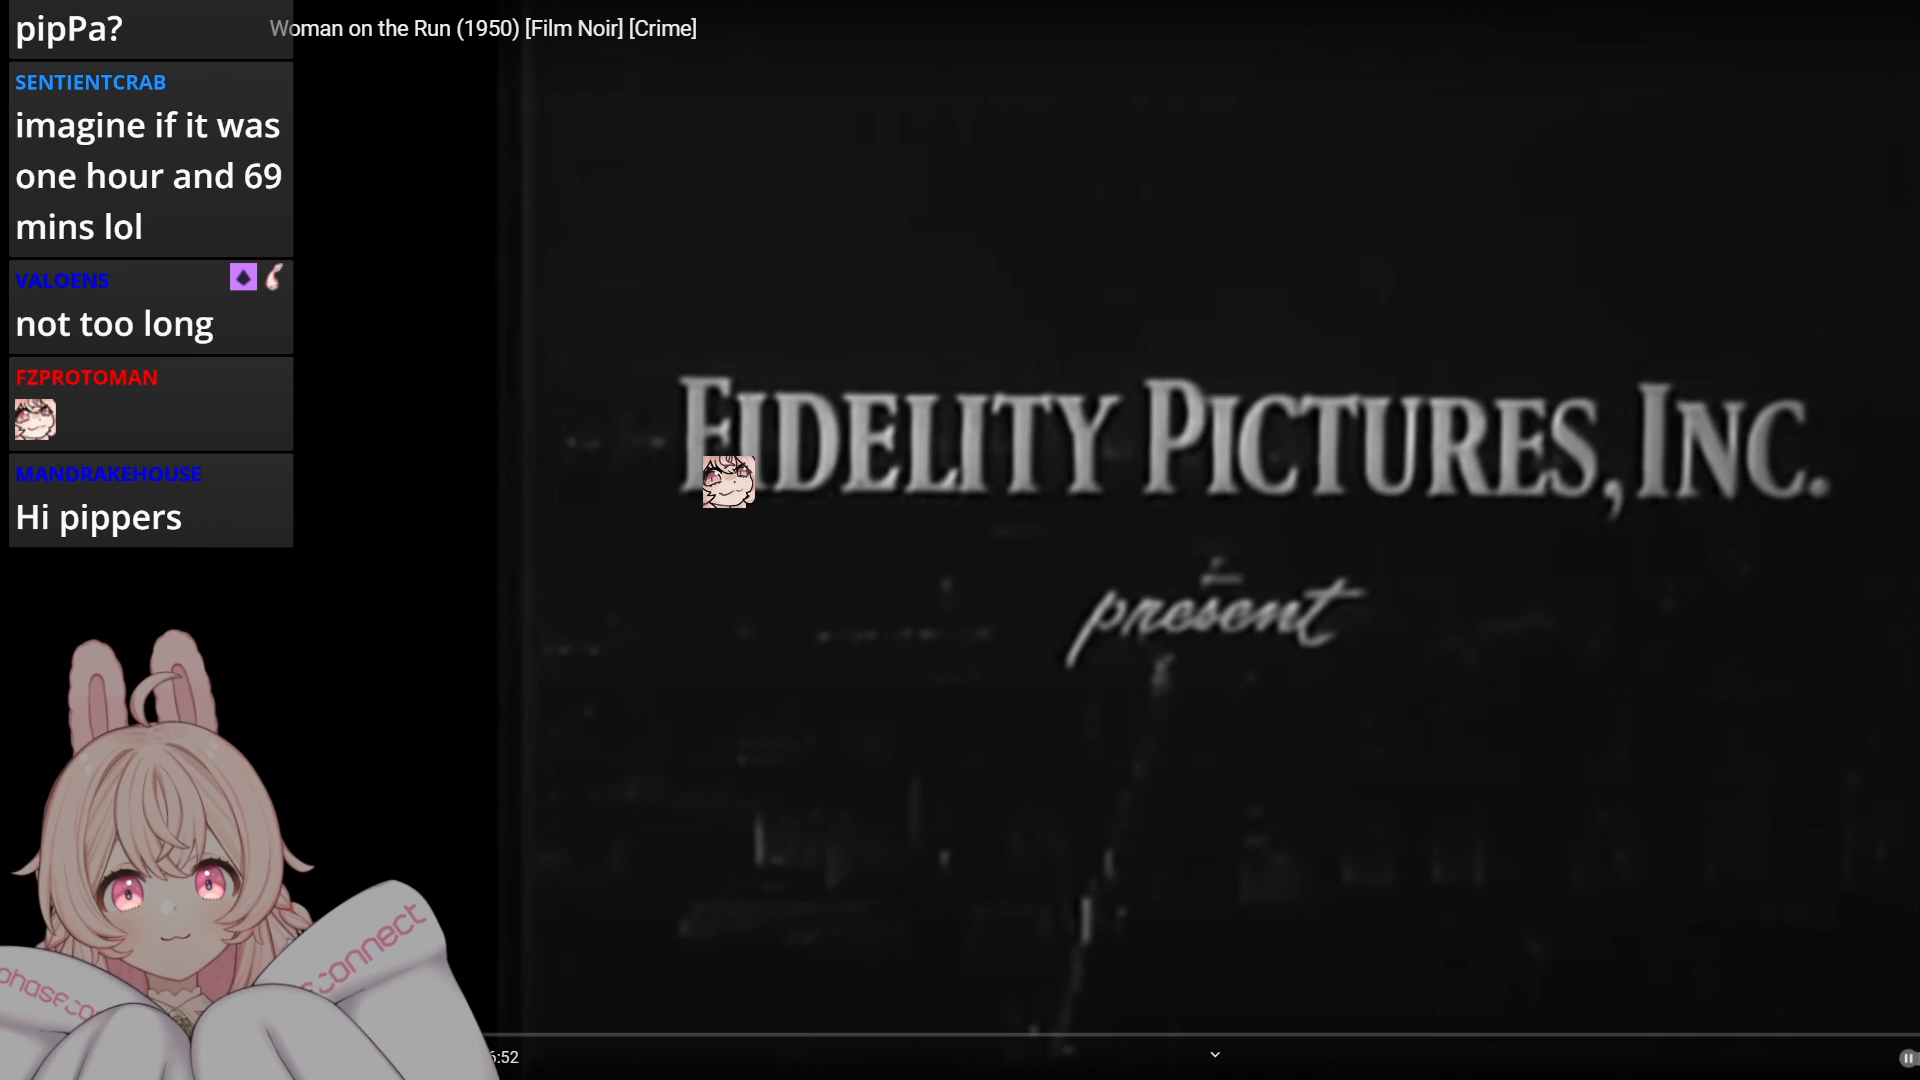 pipPa?
Woman on the Run (1950) [Film Noir] [Crime]
SENTIENTCRAB
imagine if it was
one hour and 69
mins lol
VALOENS
not too long
FZPROTOMAN
MANDRAKEHOUSE
Hi pippers
FIDELITY PICTURES, INC.
present
phaseco
connect
:52